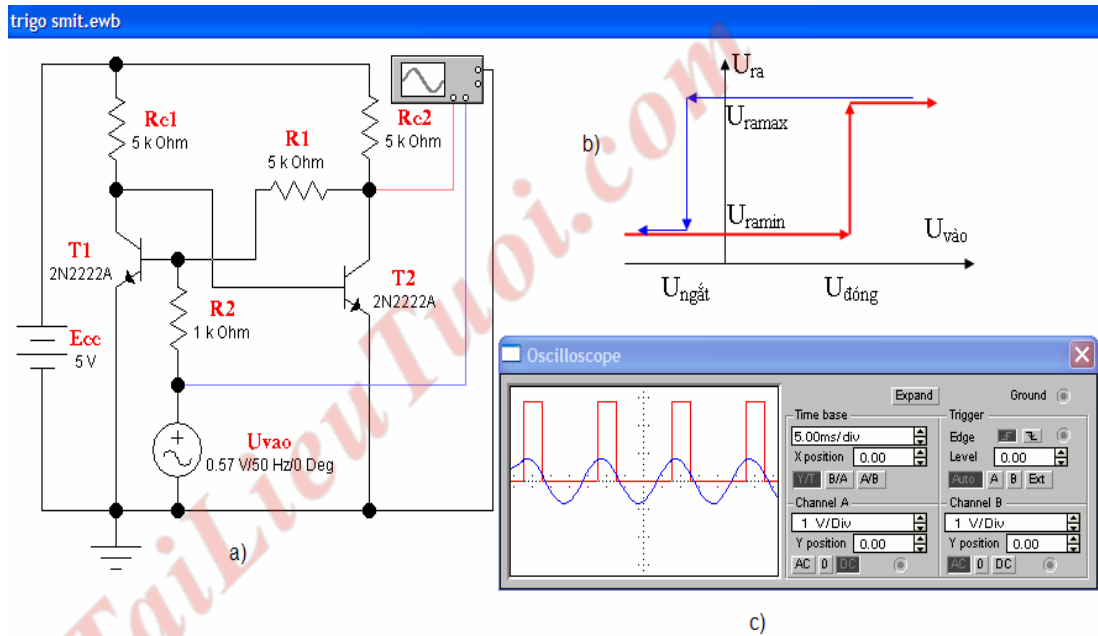 trigo smit.ewb
Rc1
5 k Ohm
R1
5 k Ohm
Rc2
5 k Ohm
T1
2N2222A
T2
2N2222A
R2
1 k Ohm
Ecc
5 V
Uvao
0.57 V/50 Hz/0 Deg
a)
b)
Ura
Uramax
Uramin
Uvào
Ungắt
Uđóng
Oscilloscope
Expand
Ground
Time base
5.00ms/div
X position 0.00
Y/T B/A A/B
Trigger
Edge
Level 0.00
Auto A B Ext
Channel A
1 V/Div
Y position 0.00
AC 0 DC
Channel B
1 V/Div
Y position 0.00
AC 0 DC
c)
TaiLieuTuoi.com